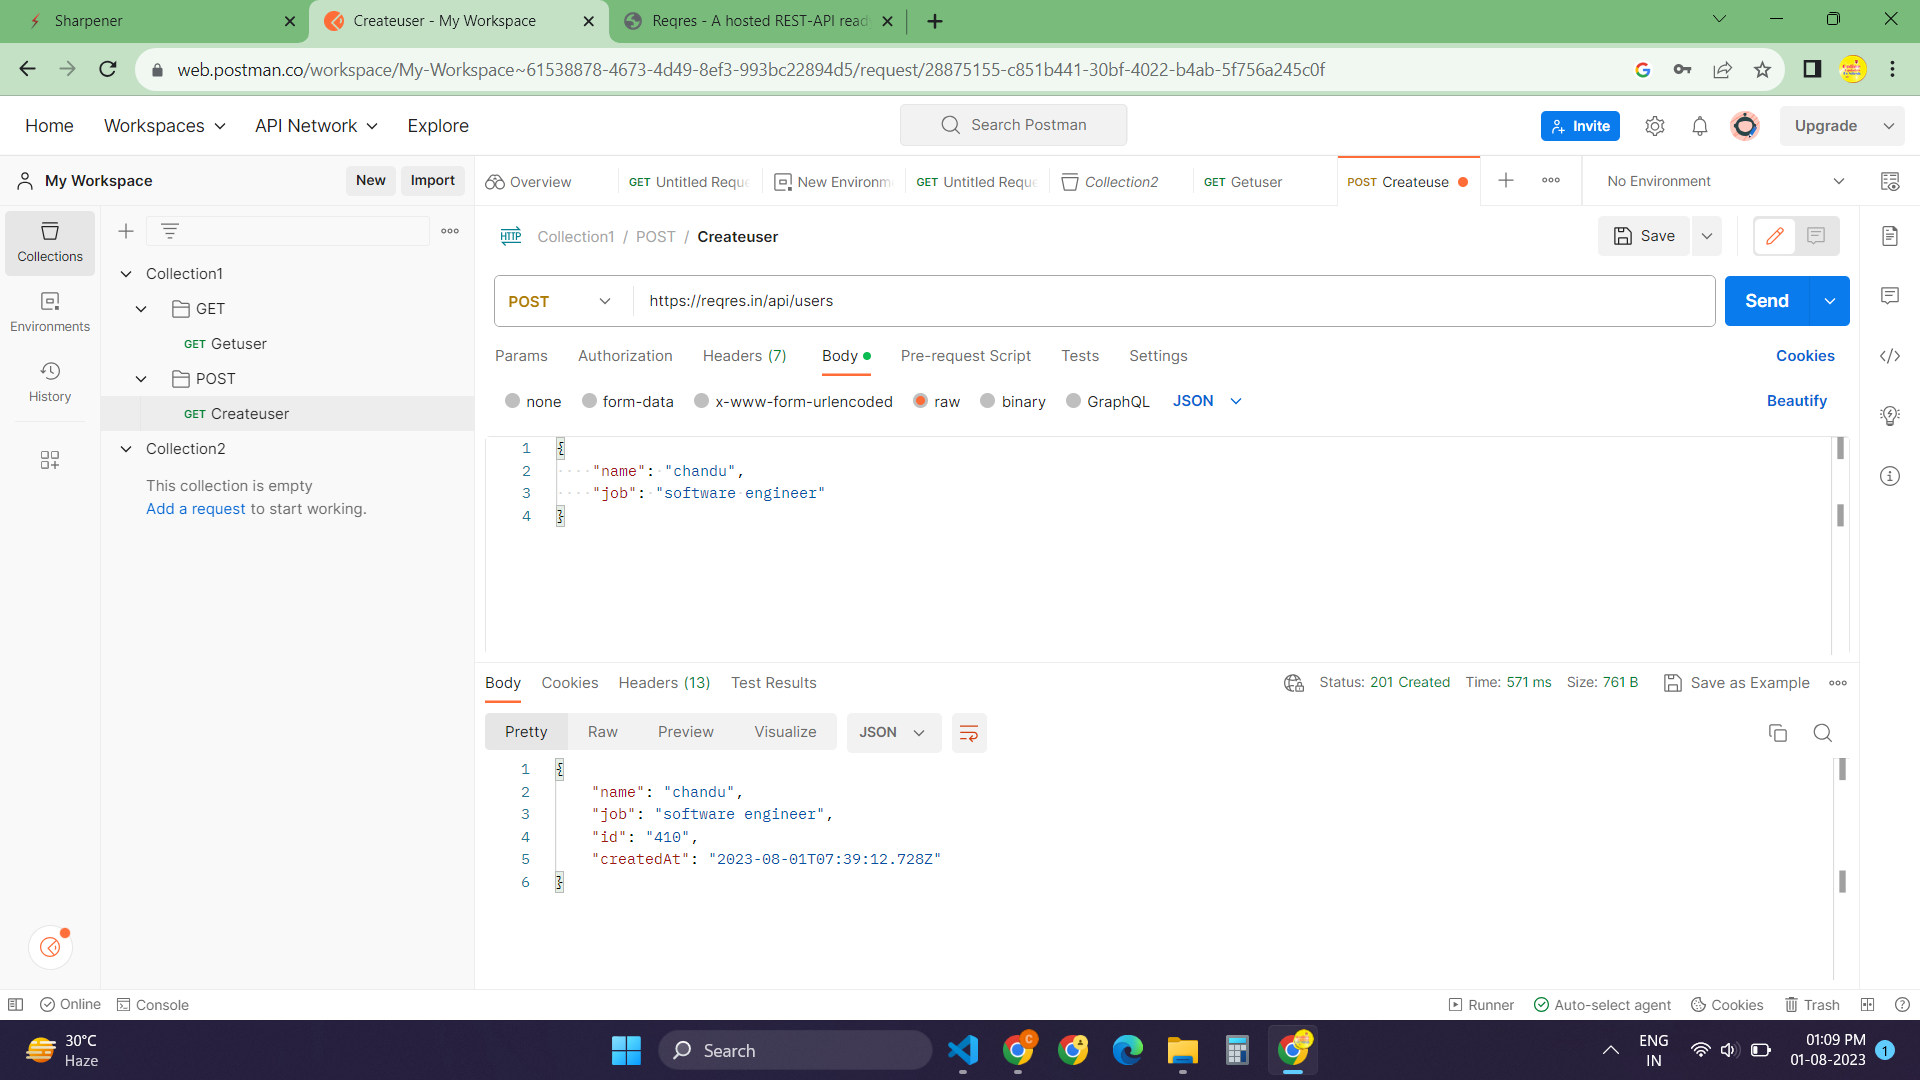 Sharpener
Createuser - My Workspace
Reqres - A hosted REST-API read
web.postman.co/workspace/My-Workspace~61538878-4673-4d49-8ef3-993bc22894d5/request/28875155-c851b441-30bf-4022-b4ab-5f756a245c0f
Home Workspaces API Network Explore
Search Postman
Invite
Upgrade
My Workspace
New Import
Overview GET Untitled Reque New Environm GET Untitled Reque Collection2 GET Getuser POST Createuse
No Environment
Collections
Environments
History
Collection1
GET
GET Getuser
POST
GET Createuser
Collection2
This collection is empty
Add a request to start working.
HTTP Collection1 / POST / Createuser
Save
POST https://reqres.in/api/users
Send
Params Authorization Headers (7) Body Pre-request Script Tests Settings
Cookies
none form-data x-www-form-urlencoded raw binary GraphQL JSON
Beautify
1 {
2 "name": "chandu",
3 "job": "software engineer"
4 }
Body Cookies Headers (13) Test Results
Status: 201 Created Time: 571 ms Size: 761 B Save as Example
Pretty Raw Preview Visualize JSON
1 {
2 "name": "chandu",
3 "job": "software engineer",
4 "id": "410",
5 "createdAt": "2023-08-01T07:39:12.728Z"
6 }
Online Console
Runner Auto-select agent Cookies Trash
30°C
Haze
Search
C
ENG
IN
01:09 PM
01-08-2023
1